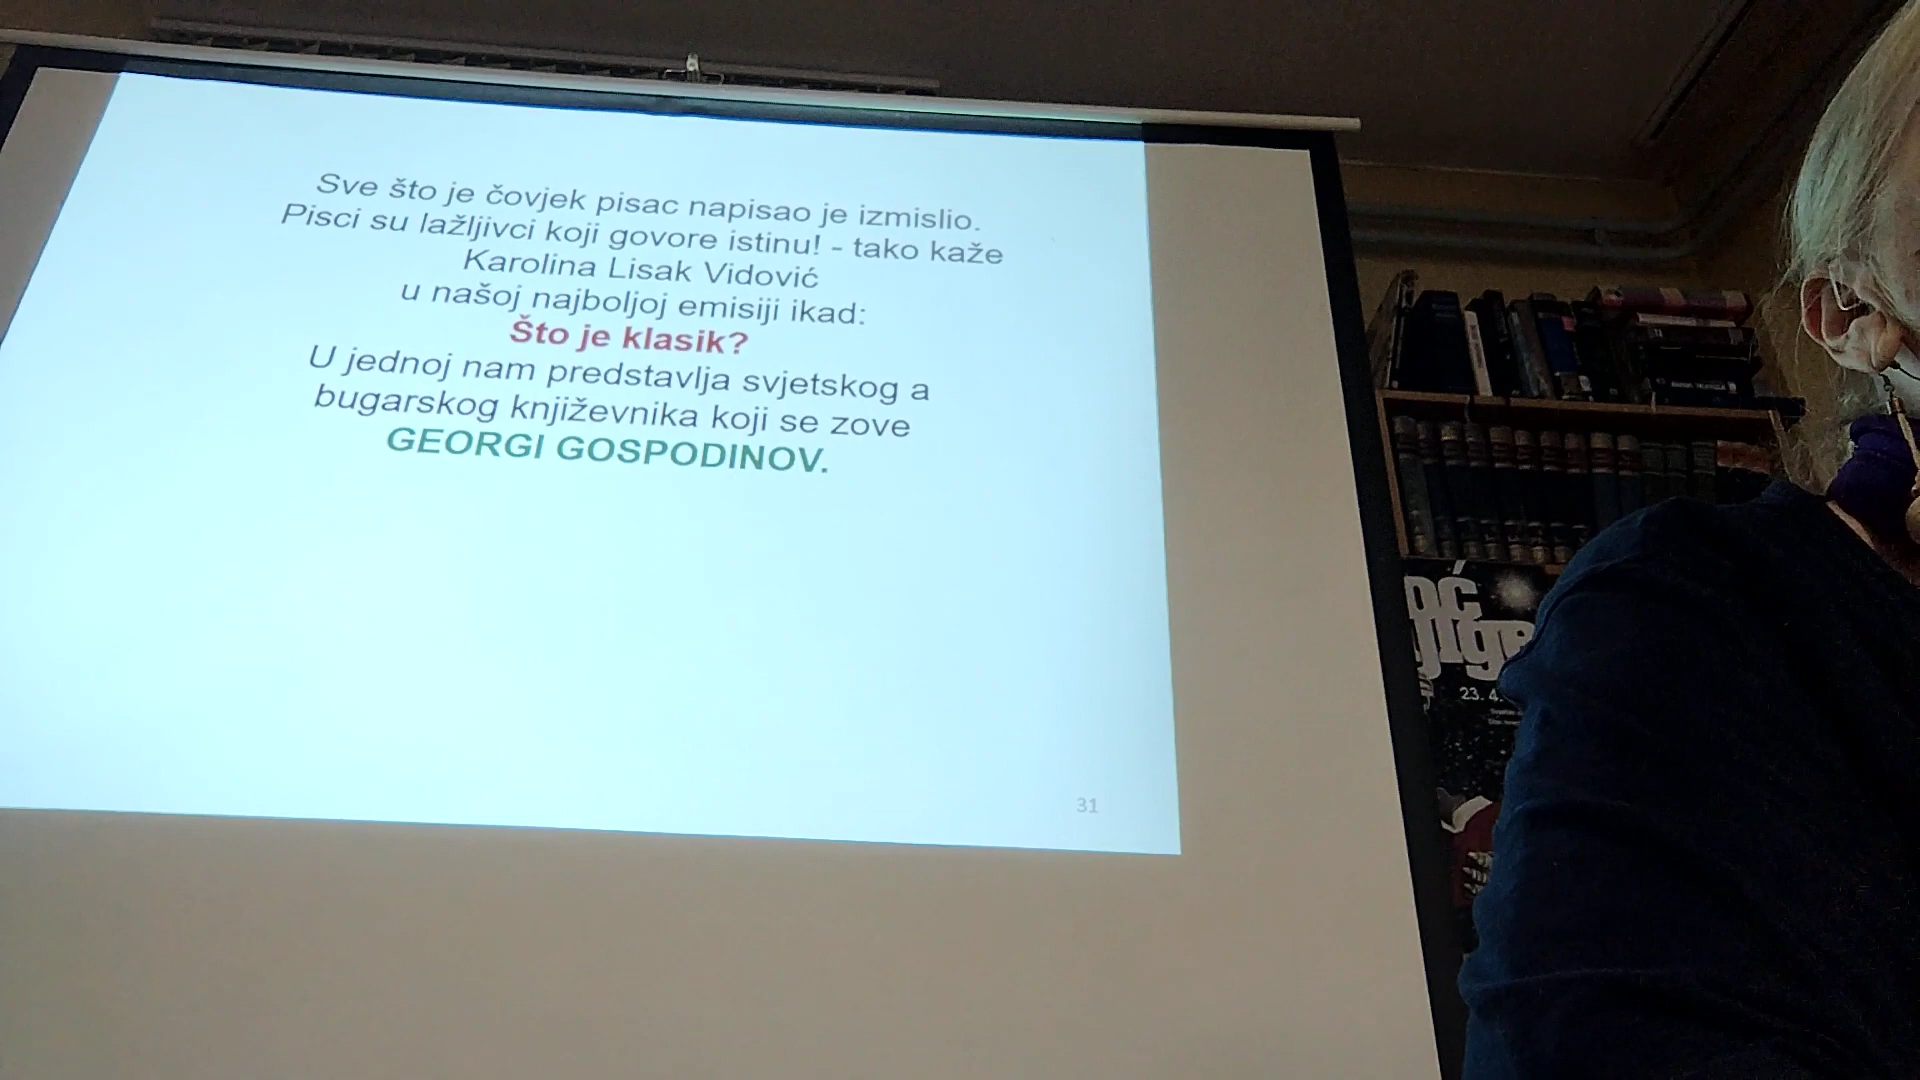 Sve što je čovjek pisac napisao je izmislio.
Pisci su lažljivci koji govore istinu! - tako kaže
Karolina Lisak Vidović
u našoj najboljoj emisiji ikad:
Što je klasik?
U jednoj nam predstavlja svjetskog a
bugarskog književnika koji se zove
GEORGI GOSPODINOV.
31
oć
23. 4.